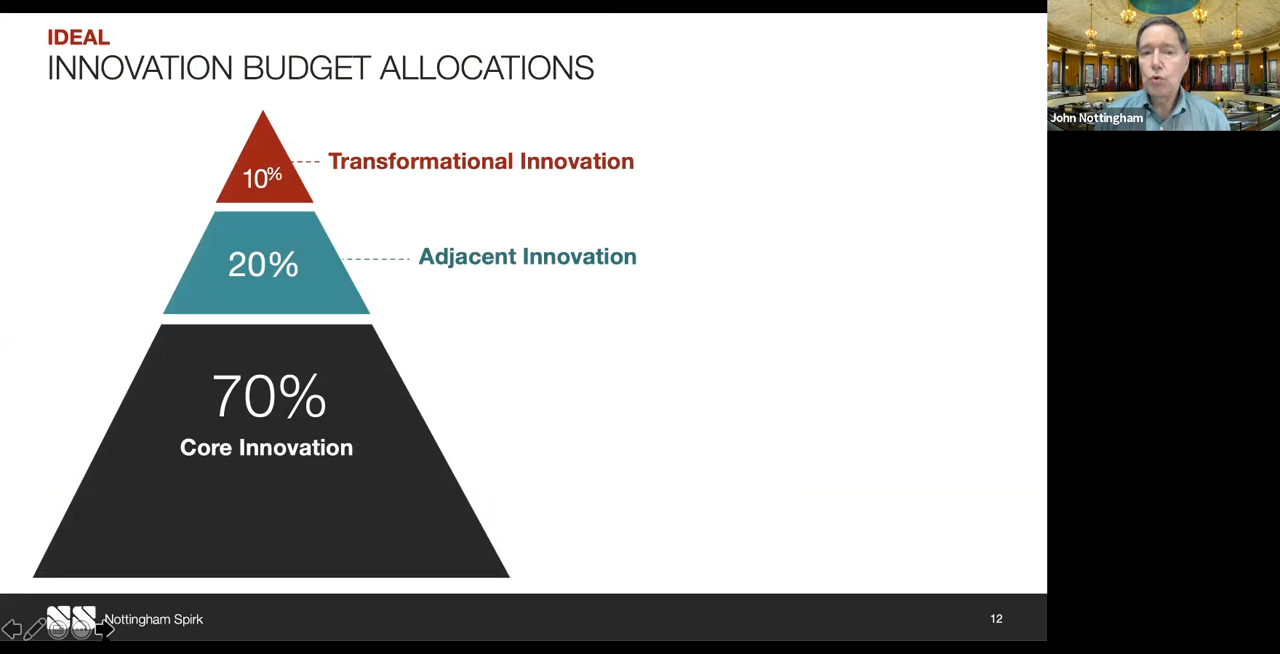 IDEAL
INNOVATION BUDGET ALLOCATIONS
10%
Transformational Innovation
20%
Adjacent Innovation
70%
Core Innovation
Nottingham Spirk
12
John Nottingham